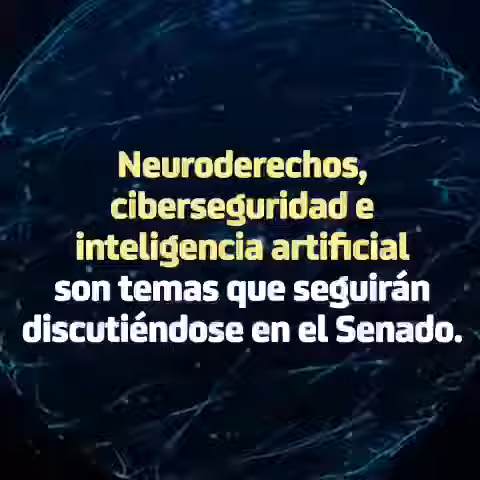 Neuroderechos,
ciberseguridad e
inteligencia artificial
son temas que seguirán
discutiéndose en el Senado.